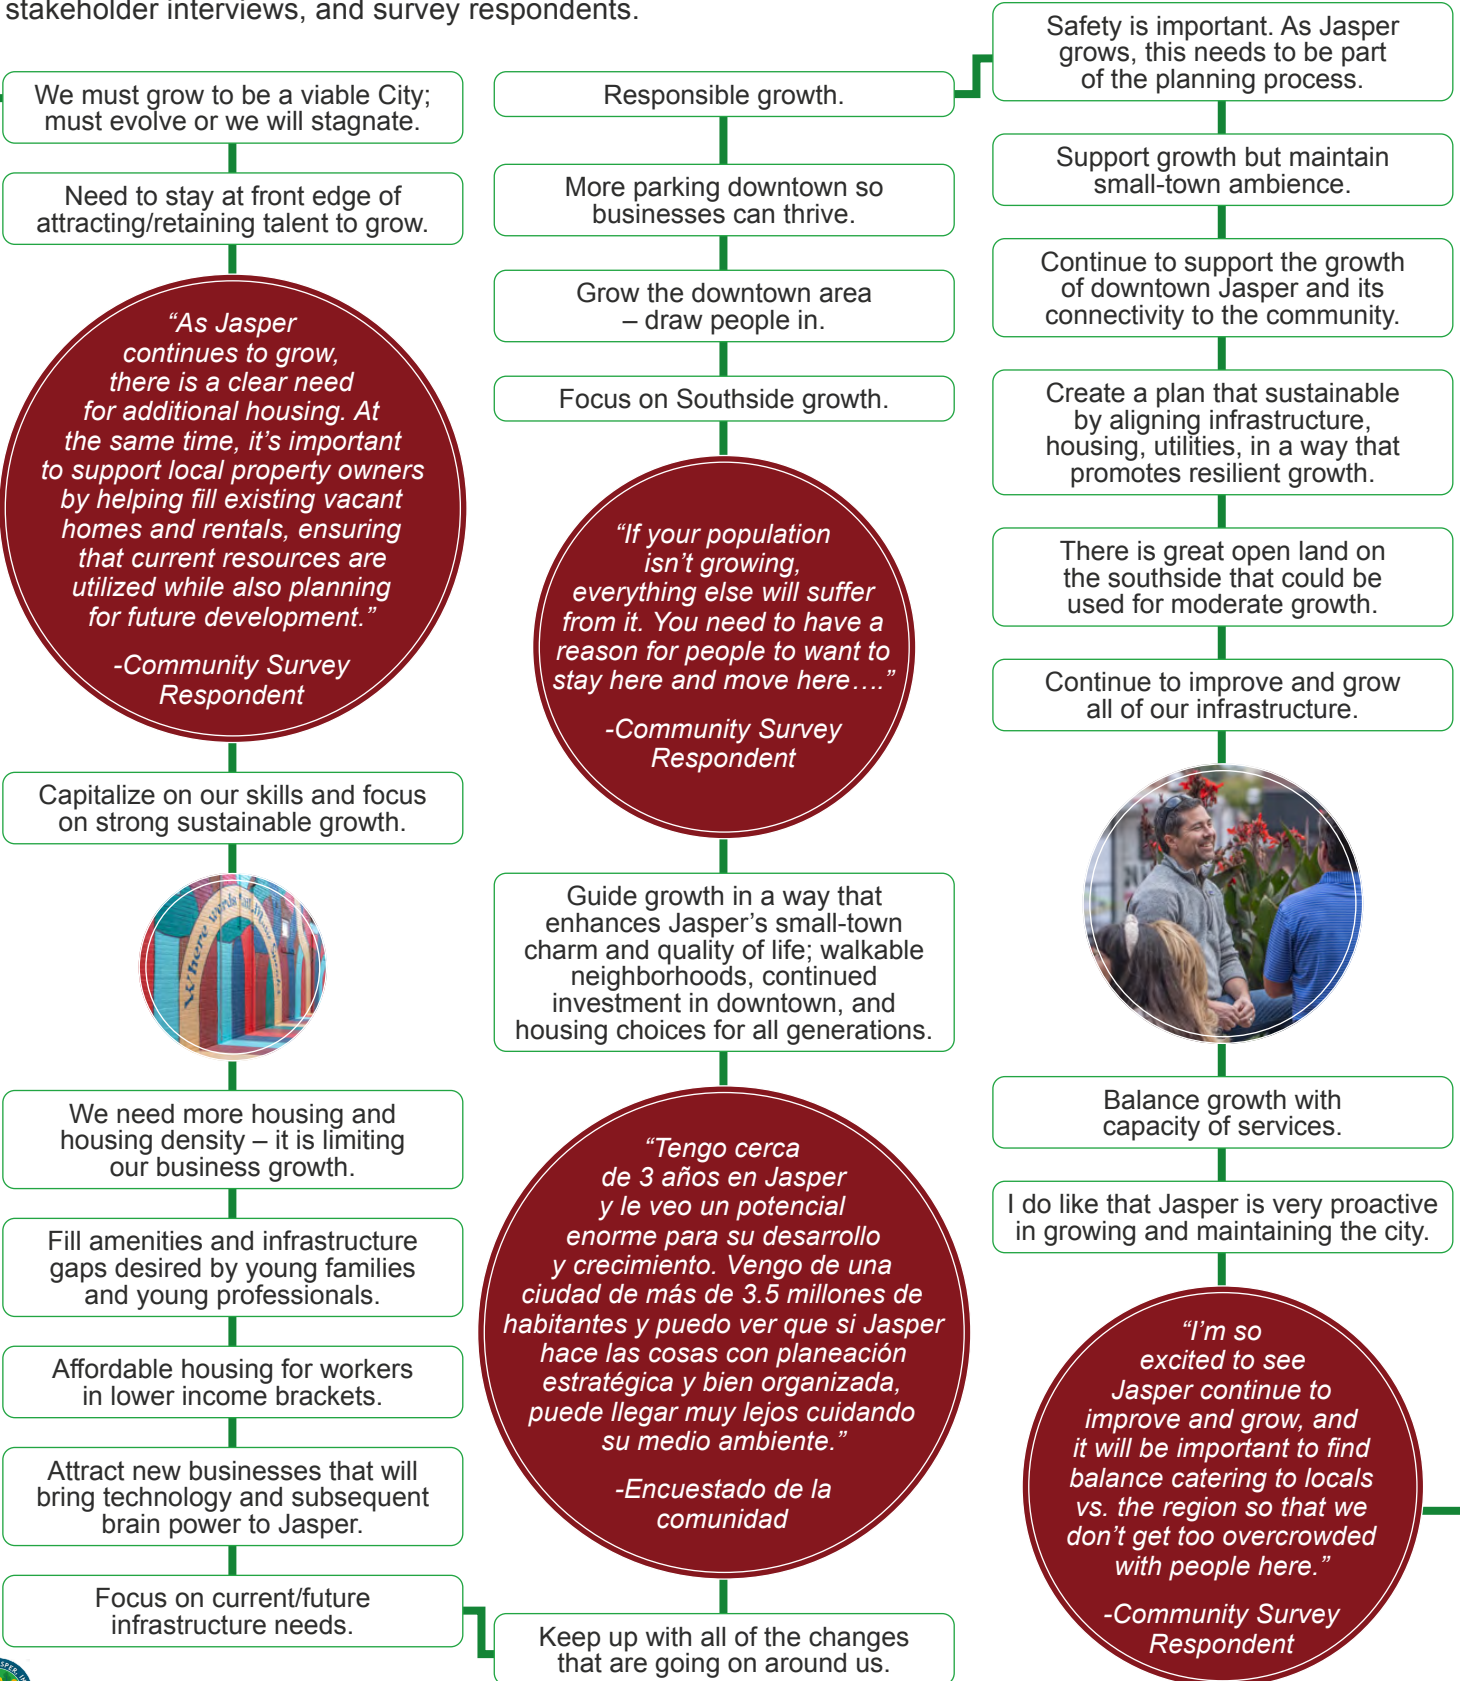 stakeholder interviews, and survey respondents.
We must grow to be a viable City;
must evolve or we will stagnate.
Need to stay at front edge of
attracting/retaining talent to grow.
“As Jasper
continues to grow,
there is a clear need
for additional housing. At
the same time, it’s important
to support local property owners
by helping fill existing vacant
homes and rentals, ensuring
that current resources are
utilized while also planning
for future development.”
-Community Survey
Respondent
Capitalize on our skills and focus
on strong sustainable growth.
Where words fail,
We need more housing and
housing density – it is limiting
our business growth.
Fill amenities and infrastructure
gaps desired by young families
and young professionals.
Affordable housing for workers
in lower income brackets.
Attract new businesses that will
bring technology and subsequent
brain power to Jasper.
Focus on current/future
infrastructure needs.
Responsible growth.
More parking downtown so
businesses can thrive.
Grow the downtown area
– draw people in.
Focus on Southside growth.
“If your population
isn’t growing,
everything else will suffer
from it. You need to have a
reason for people to want to
stay here and move here….”
-Community Survey
Respondent
Guide growth in a way that
enhances Jasper’s small-town
charm and quality of life; walkable
neighborhoods, continued
investment in downtown, and
housing choices for all generations.
“Tengo cerca
de 3 años en Jasper
y le veo un potencial
enorme para su desarrollo
y crecimiento. Vengo de una
ciudad de más de 3.5 millones de
habitantes y puedo ver que si Jasper
hace las cosas con planeación
estratégica y bien organizada,
puede llegar muy lejos cuidando
su medio ambiente.”
-Encuestado de la
comunidad
Keep up with all of the changes
that are going on around us.
Safety is important. As Jasper
grows, this needs to be part
of the planning process.
Support growth but maintain
small-town ambience.
Continue to support the growth
of downtown Jasper and its
connectivity to the community.
Create a plan that sustainable
by aligning infrastructure,
housing, utilities, in a way that
promotes resilient growth.
There is great open land on
the southside that could be
used for moderate growth.
Continue to improve and grow
all of our infrastructure.
Balance growth with
capacity of services.
I do like that Jasper is very proactive
in growing and maintaining the city.
“I’m so
excited to see
Jasper continue to
improve and grow, and
it will be important to find
balance catering to locals
vs. the region so that we
don’t get too overcrowded
with people here.”
-Community Survey
Respondent